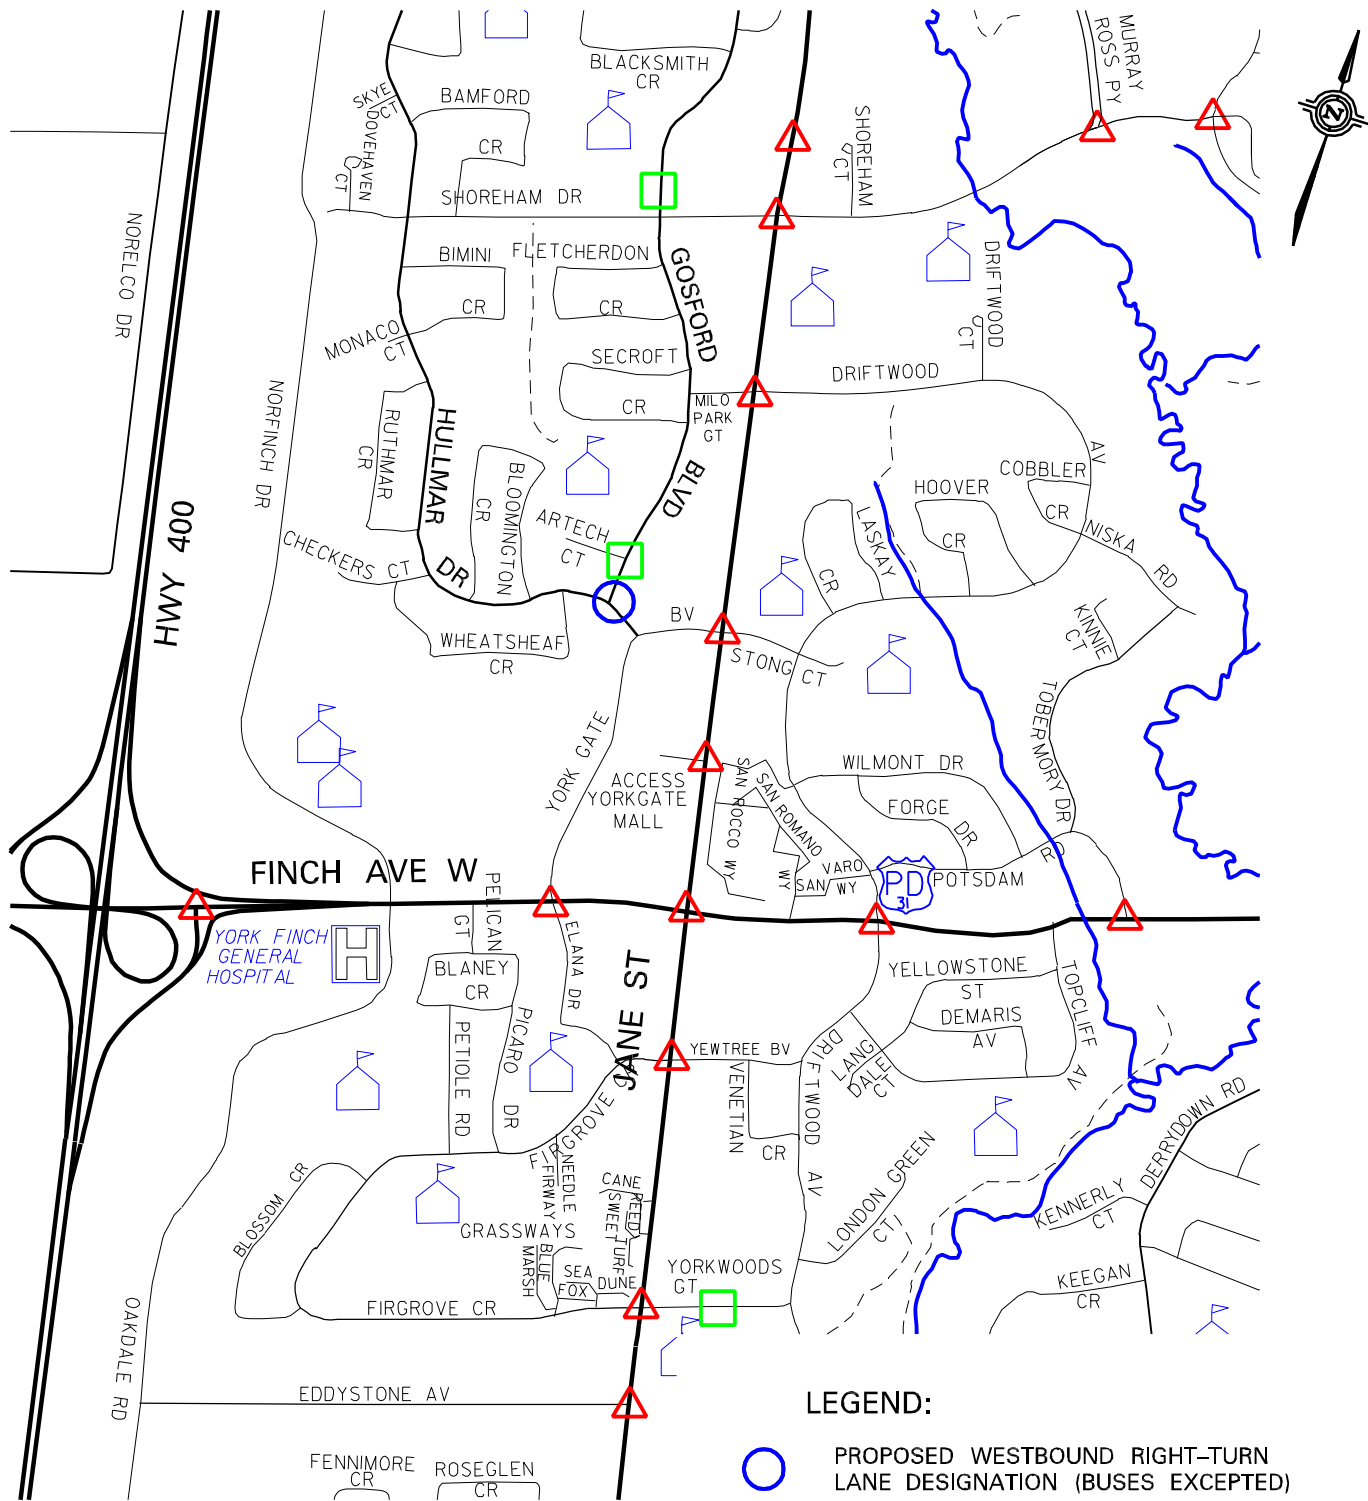 MURRAY
ROSS PY
BLACKSMITH
CR
SKYE
CT
BAMFORD
CR
DOVEHAVEN
CT
SHOREHAM
CT
N
SHOREHAM DR
NORELCO DR
BIMINI
CR
FLETCHERDON
CR
GOSFORD
BLVD
DRIFTWOOD
CT
MONACO
CT
SECROFT
CR
DRIFTWOOD
AV
MILO
PARK
GT
NORFINCH DR
RUTHMAR
CR
HULLMAR
DR
BLOOMINGTON
CR
COBBLER
CR
HOOVER
CR
LASKAY
CR
NISKA
RD
ARTECH
CT
HWY 400
CHECKERS CT
KINNIE
CT
BV
WHEATSHEAF
CR
STONG CT
TOBERMORY DR
YORK GATE
ACCESS
YORKGATE
MALL
SAN ROCCO WY
SAN ROMANO
WY
WILMONT DR
FORGE
DR
VARO
SAN WY
PD
31
POTSDAM
RD
FINCH AVE W
PELICAN
GT
YORK FINCH
GENERAL
HOSPITAL
H
ELANA DR
JANE ST
BLANEY
CR
YELLOWSTONE
ST
TOPCLIFF
AV
DEMARIS
AV
PETIOLE RD
PICARO
DR
YEWTREE BV
DRIFTWOOD
AV
LANG
DALE
CT
VENETIAN
CR
FIRGROVE CR
DERRYDOWN RD
BLOSSOM CR
NEEDLE
FIRWAY
CANE
REED
SWEET
TURF
LONDON GREEN
CT
KENNERLY
CT
GRASSWAYS
BLUE
MARSH
SEA
FOX
DUNE
YORKWOODS
GT
KEEGAN
CR
FIRGROVE CR
OAKDALE RD
EDDYSTONE AV
FENNIMORE
CR
ROSEGLEN
CR
LEGEND:
PROPOSED WESTBOUND RIGHT-TURN
LANE DESIGNATION (BUSES EXCEPTED)